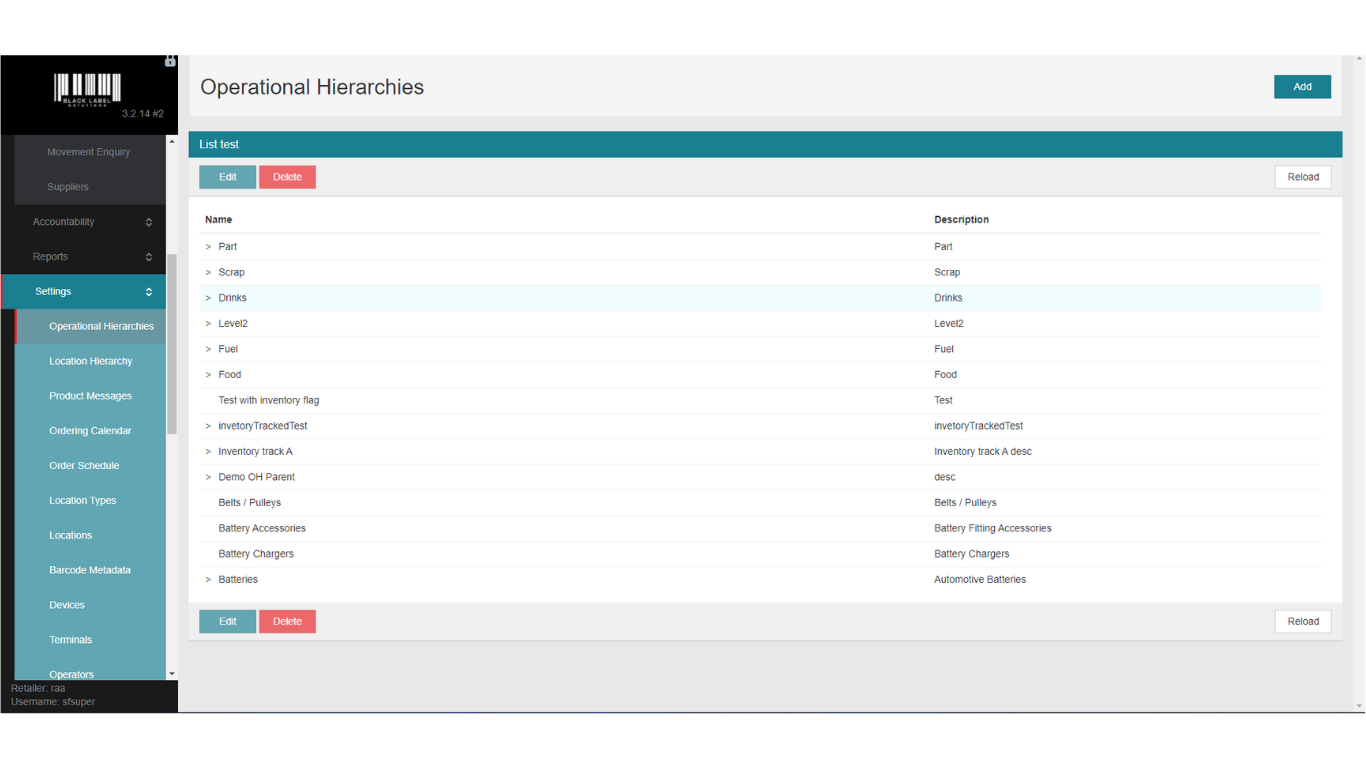 BLACK LABEL
SOLUTIONS
3.2.14 #2
Movement Enquiry
Suppliers
Accountability
Reports
Settings
Operational Hierarchies
Location Hierarchy
Product Messages
Ordering Calendar
Order Schedule
Location Types
Locations
Barcode Metadata
Devices
Terminals
Operators
Retailer: raa
Username: sfsuper
Operational Hierarchies
Add
List test
Edit Delete Reload
Name Description
> Part Part
> Scrap Scrap
> Drinks Drinks
> Level2 Level2
> Fuel Fuel
> Food Food
Test with inventory flag Test
> invetoryTrackedTest invetoryTrackedTest
> Inventory track A Inventory track A desc
> Demo OH Parent desc
Belts / Pulleys Belts / Pulleys
Battery Accessories Battery Fitting Accessories
Battery Chargers Battery Chargers
> Batteries Automotive Batteries
Edit Delete Reload